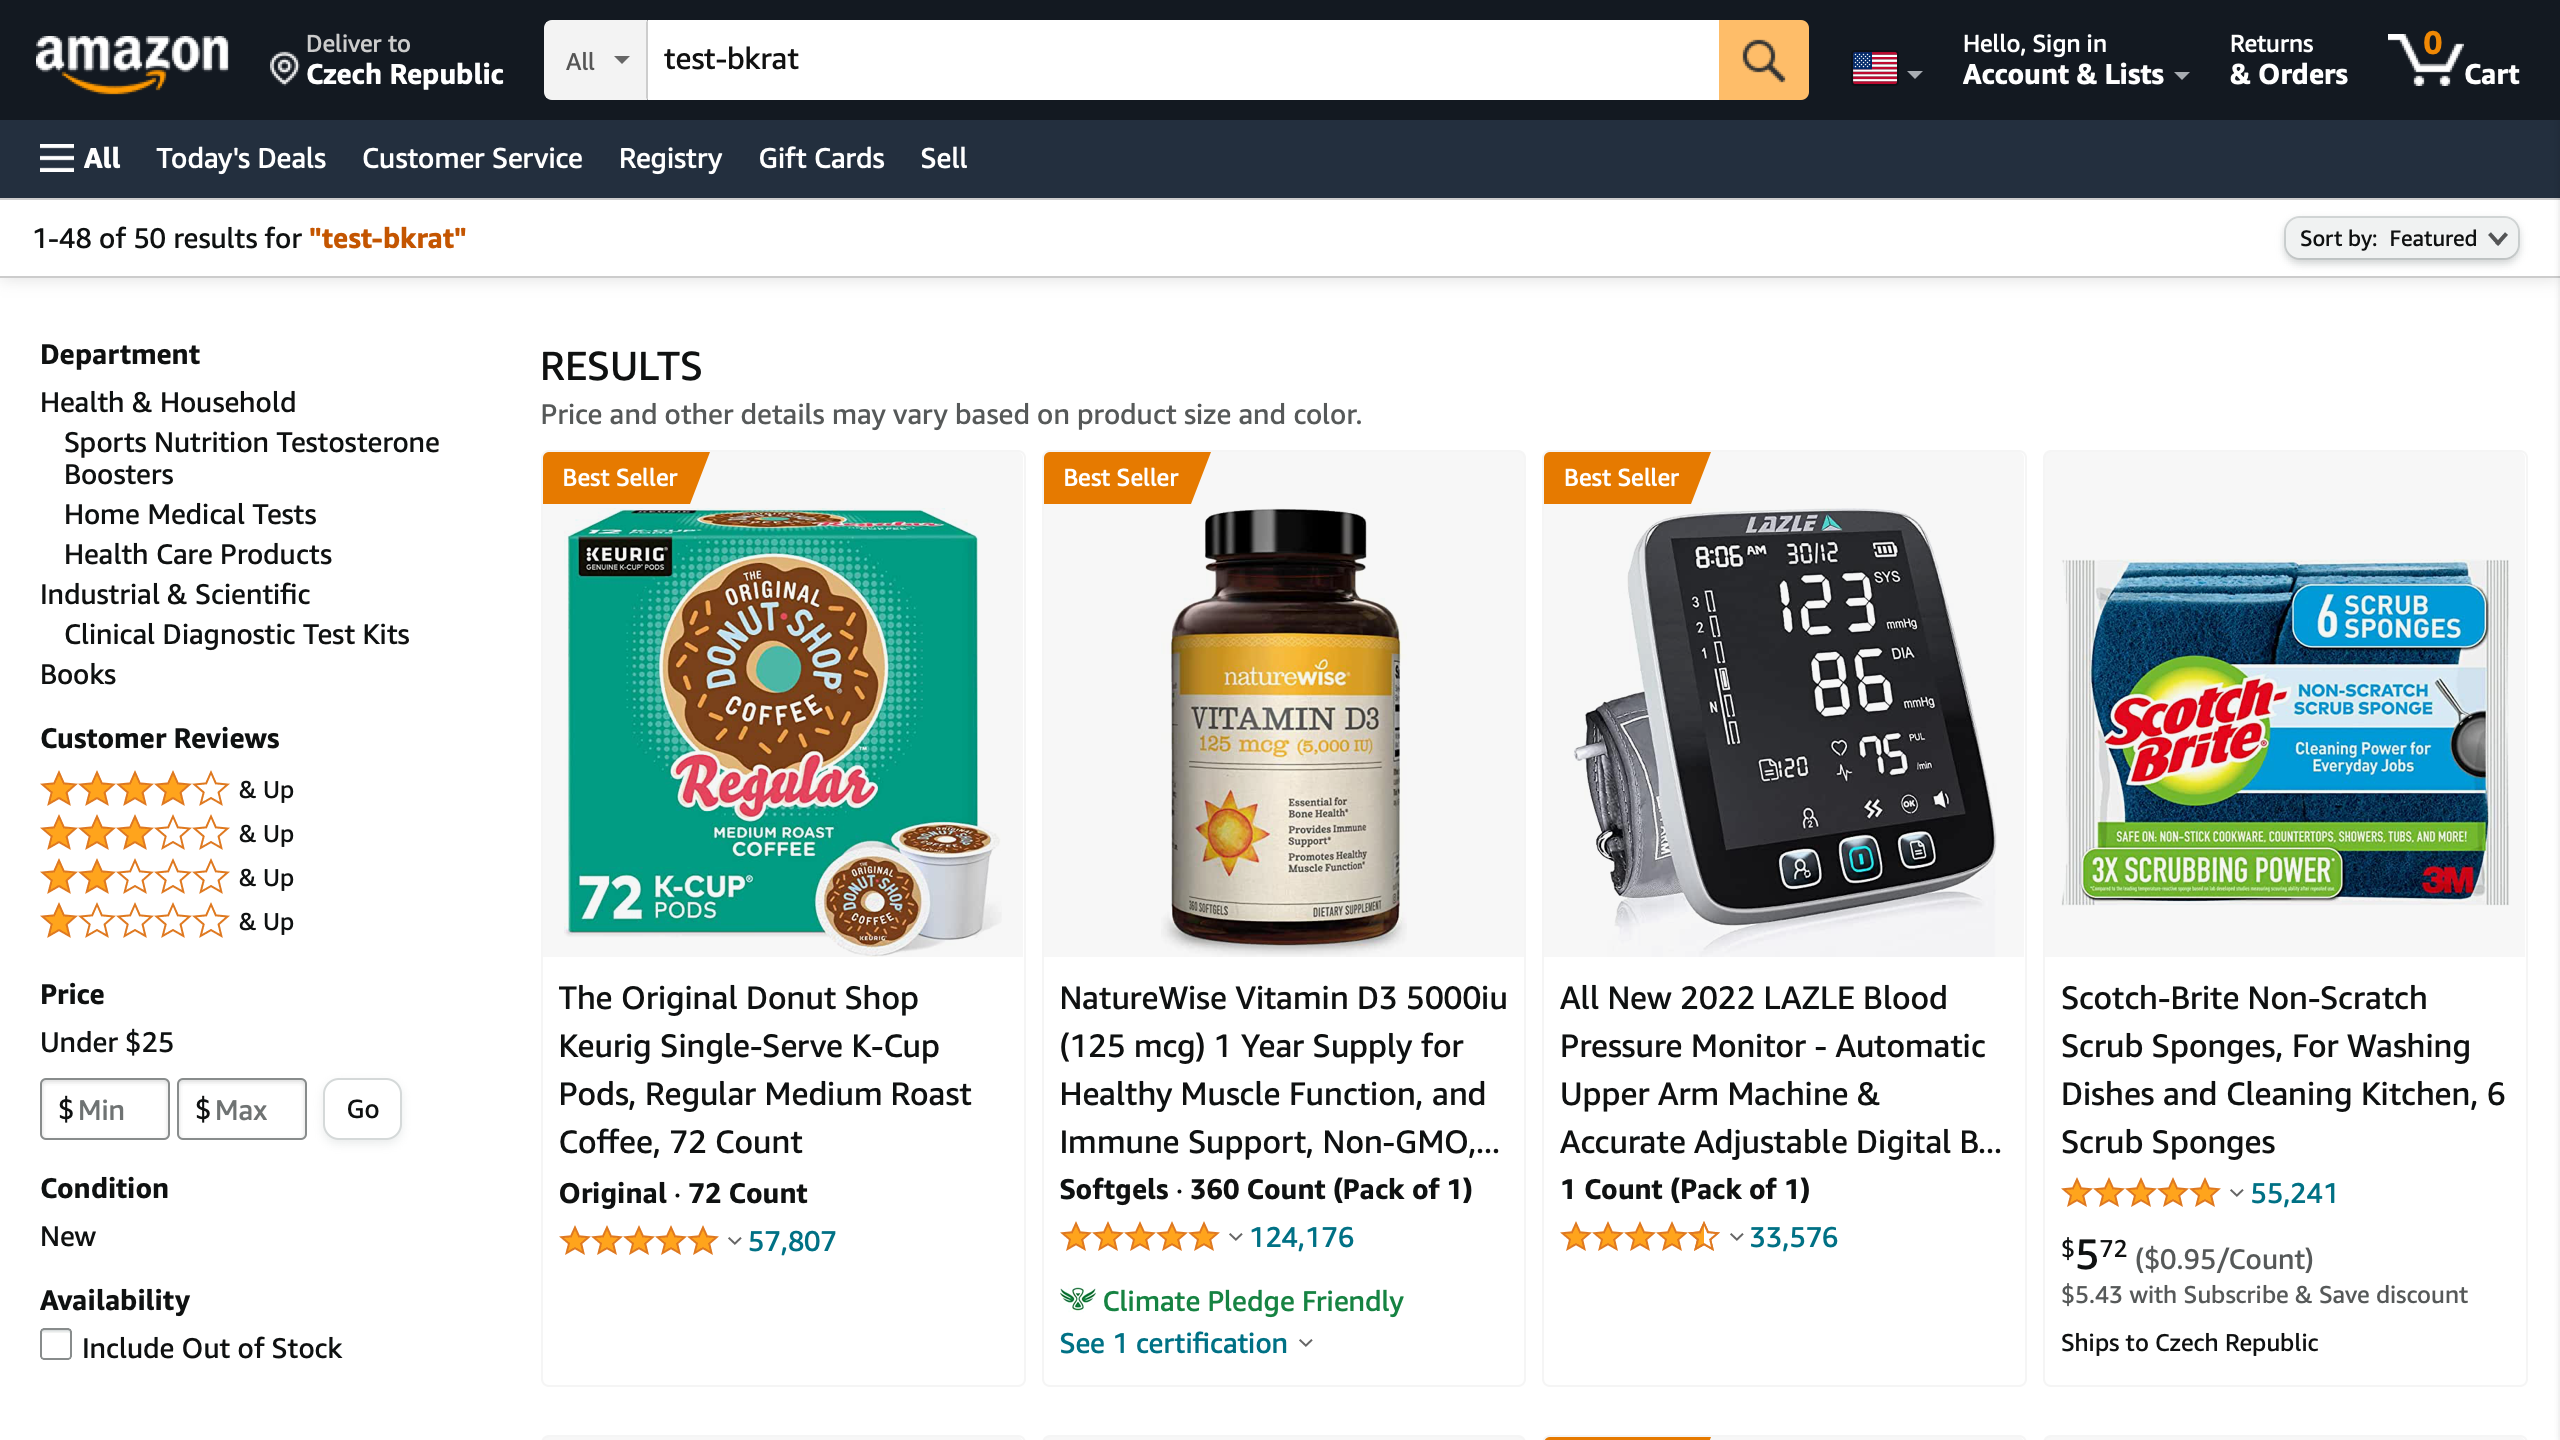 amazon
Deliver to
Czech Republic
All
test-bkrat
Hello, Sign in
Account & Lists
Returns
& Orders
0
Cart
All
Today's Deals
Customer Service
Registry
Gift Cards
Sell
1-48 of 50 results for "test-bkrat"
Sort by: Featured
Department
Health & Household
Sports Nutrition Testosterone
Boosters
Home Medical Tests
Health Care Products
Industrial & Scientific
Clinical Diagnostic Test Kits
Books
Customer Reviews
& Up
& Up
& Up
& Up
Price
Under $25
$ Min
$ Max
Go
Condition
New
Availability
Include Out of Stock
RESULTS
Price and other details may vary based on product size and color.
Best Seller
KEURIG
GENUINE K-CUP PODS
THE
ORIGINAL
DONUT SHOP
COFFEE
Regular
MEDIUM ROAST
COFFEE
72 K-CUP®
PODS
ORIGINAL
DONUT SHOP
COFFEE
KEURIG
The Original Donut Shop
Keurig Single-Serve K-Cup
Pods, Regular Medium Roast
Coffee, 72 Count
Original · 72 Count
57,807
Best Seller
naturewise
VITAMIN D3
125 mcg (5,000 IU)
Essential for
Bone Health*
Provides Immune
Support*
Promotes Healthy
Muscle Function*
360 SOFTGELS
DIETARY SUPPLEMENT
NatureWise Vitamin D3 5000iu
(125 mcg) 1 Year Supply for
Healthy Muscle Function, and
Immune Support, Non-GMO,...
Softgels · 360 Count (Pack of 1)
124,176
Climate Pledge Friendly
See 1 certification
Best Seller
LAZLE
8:06 AM 30/12
123
SYS
mmHg
3
2
1
N
86
DIA
mmHg
120
75
PUL
/min
2
OK
All New 2022 LAZLE Blood
Pressure Monitor - Automatic
Upper Arm Machine &
Accurate Adjustable Digital B...
1 Count (Pack of 1)
33,576
6 SCRUB
SPONGES
Scotch-
Brite
NON-SCRATCH
SCRUB SPONGE
Cleaning Power for
Everyday Jobs
SAFE ON: NON-STICK COOKWARE, COUNTERTOPS, SHOWERS, TUBS, AND MORE!
3X SCRUBBING POWER*
3M
Scotch-Brite Non-Scratch
Scrub Sponges, For Washing
Dishes and Cleaning Kitchen, 6
Scrub Sponges
55,241
$5 72 ($0.95/Count)
$5.43 with Subscribe & Save discount
Ships to Czech Republic